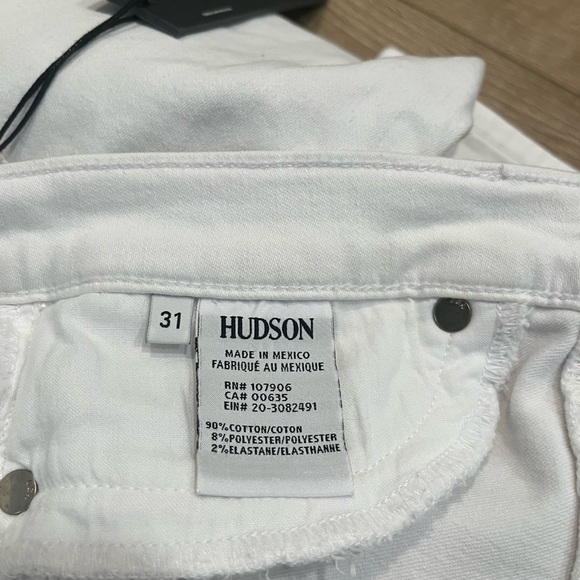 31
HUDSON
MADE IN MEXICO
FABRIQUÉ AU MEXIQUE
RN# 107906
CA# 00635
EIN# 20-3082491
90%COTTON/COTON
8%POLYESTER/POLYESTER
2%ELASTANE/ELASTHANNE